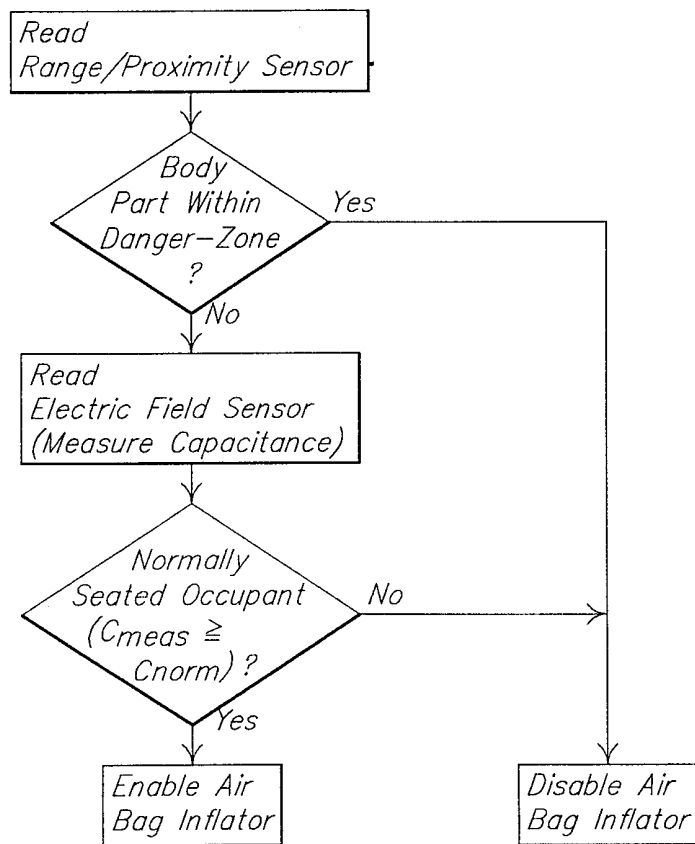 Read
Range/Proximity Sensor
Body
Part Within
Danger-Zone
?
Yes
No
Read
Electric Field Sensor
(Measure Capacitance)
Normally
Seated Occupant
(Cmeas ≧
Cnorm) ?
No
Yes
Enable Air
Bag Inflator
Disable Air
Bag Inflator